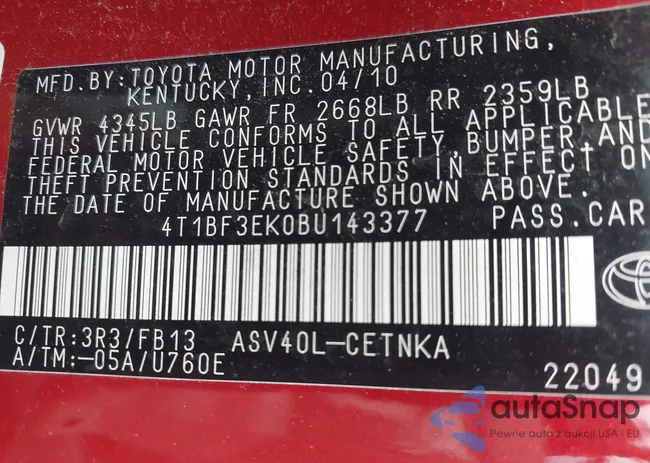 MFD.BY:TOYOTA MOTOR MANUFACTURING,
KENTUCKY,INC.04/10
GVWR 4345LB GAWR FR 2668LB RR 2359LB
THIS VEHICLE CONFORMS TO ALL APPLICABLE
FEDERAL MOTOR VEHICLE SAFETY,BUMPER,AND
THEFT PREVENTION STANDARDS IN EFFECT ON
THE DATE OF MANUFACTURE SHOWN ABOVE.
4T1BF3EK0BU143377 PASS.CAR
C/TR:3R3/FB13 ASV40L-CETNKA
A/TM:-05A/U760E
22049
autaSnap
Pewne auto z aukcji USA • EU